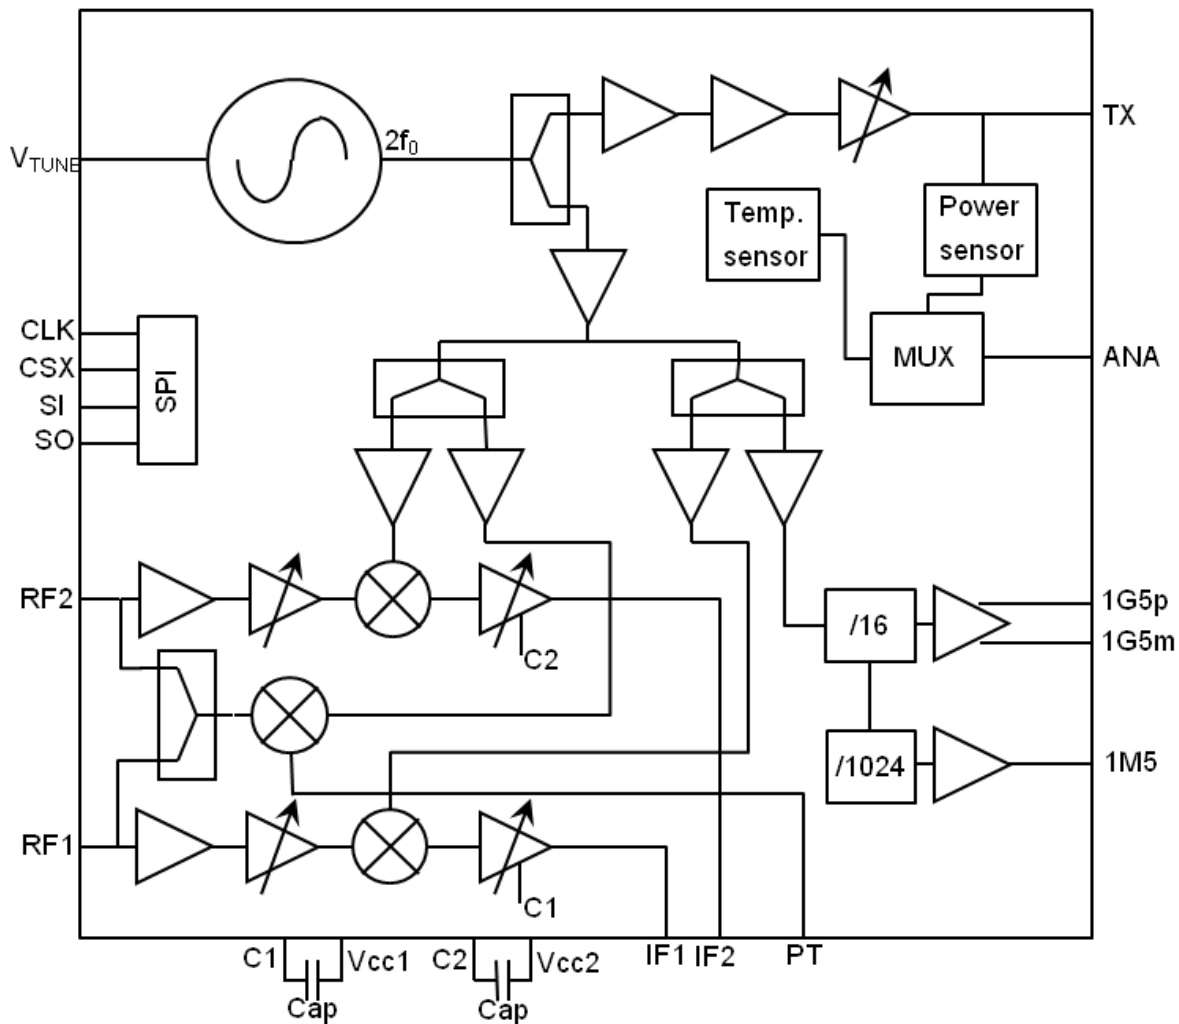 TX
2f₀
V_TUNE
Temp.
sensor
Power
sensor
CLK
CSX
SI
SO
SPI
MUX
ANA
RF2
C2
/16
1G5p
1G5m
/1024
1M5
RF1
C1
C1
Vcc1
C2
Vcc2
IF1
IF2
PT
Cap
Cap